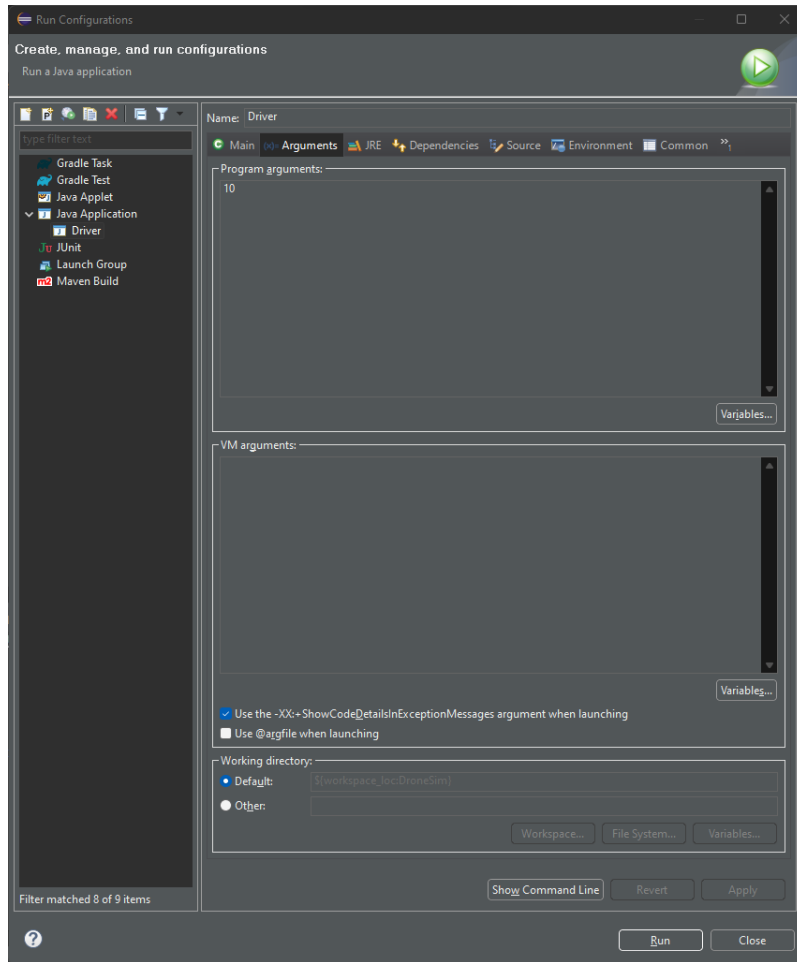 Run Configurations
Create, manage, and run configurations
Run a Java application
type filter text
Gradle Task
Gradle Test
Java Applet
Java Application
Driver
JUnit
Launch Group
Maven Build
Filter matched 8 of 9 items
Name: Driver
Main Arguments JRE Dependencies Source Environment Common »1
Program arguments:
10
Variables...
VM arguments:
Variables...
Use the -XX:+ShowCodeDetailsInExceptionMessages argument when launching
Use @argfile when launching
Working directory:
Default: ${workspace_loc:DroneSim}
Other:
Workspace... File System... Variables...
Show Command Line Revert Apply
Run Close